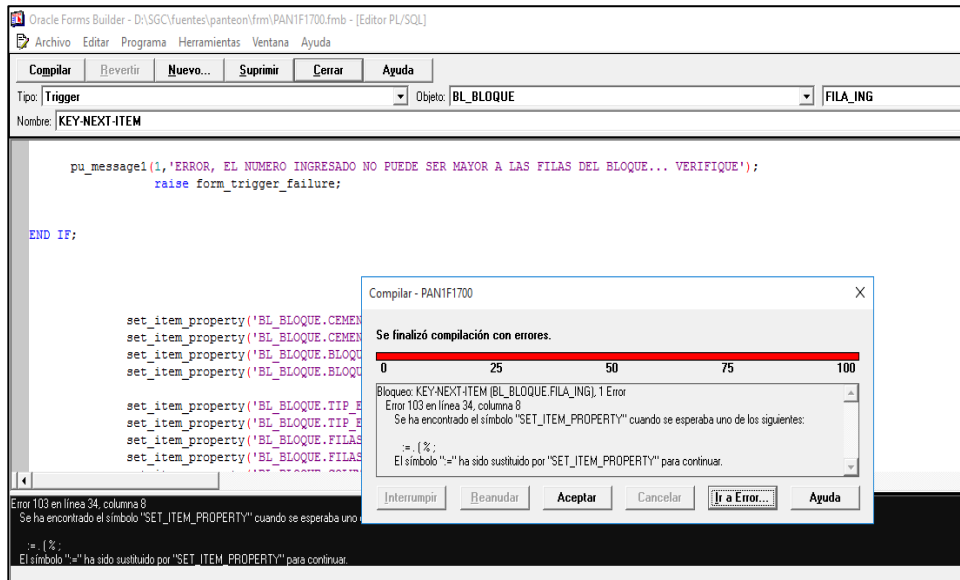 Oracle Forms Builder - D:\SGC\fuentes\panteon\frm\PAN1F1700.fmb - [Editor PL/SQL]
Archivo Editar Programa Herramientas Ventana Ayuda
Compilar Revertir Nuevo... Suprimir Cerrar Ayuda
Tipo: Trigger Objeto: BL_BLOQUE FILA_ING
Nombre: KEY-NEXT-ITEM
pu_message1(1,'ERROR, EL NUMERO INGRESADO NO PUEDE SER MAYOR A LAS FILAS DEL BLOQUE... VERIFIQUE');
raise form_trigger_failure;
END IF;
set_item_property('BL_BLOQUE.CEMEN
set_item_property('BL_BLOQUE.CEMEN
set_item_property('BL_BLOQUE.BLOQU
set_item_property('BL_BLOQUE.BLOQU
set_item_property('BL_BLOQUE.TIP_E
set_item_property('BL_BLOQUE.TIP_E
set_item_property('BL_BLOQUE.FILAS
set_item_property('BL_BLOQUE.FILAS
Compilar - PAN1F1700 X
Se finalizó compilación con errores.
0 25 50 75 100
Bloqueo: KEY-NEXT-ITEM (BL_BLOQUE.FILA_ING), 1 Error
Error 103 en línea 34, columna 8
Se ha encontrado el símbolo "SET_ITEM_PROPERTY" cuando se esperaba uno de los siguientes:
:= . ( % ;
El símbolo ":=" ha sido sustituido por "SET_ITEM_PROPERTY" para continuar.
Interrumpir Reanudar Aceptar Cancelar Ir a Error... Ayuda
Error 103 en línea 34, columna 8
Se ha encontrado el símbolo "SET_ITEM_PROPERTY" cuando se esperaba uno
:= . ( % ;
El símbolo ":=" ha sido sustituido por "SET_ITEM_PROPERTY" para continuar.